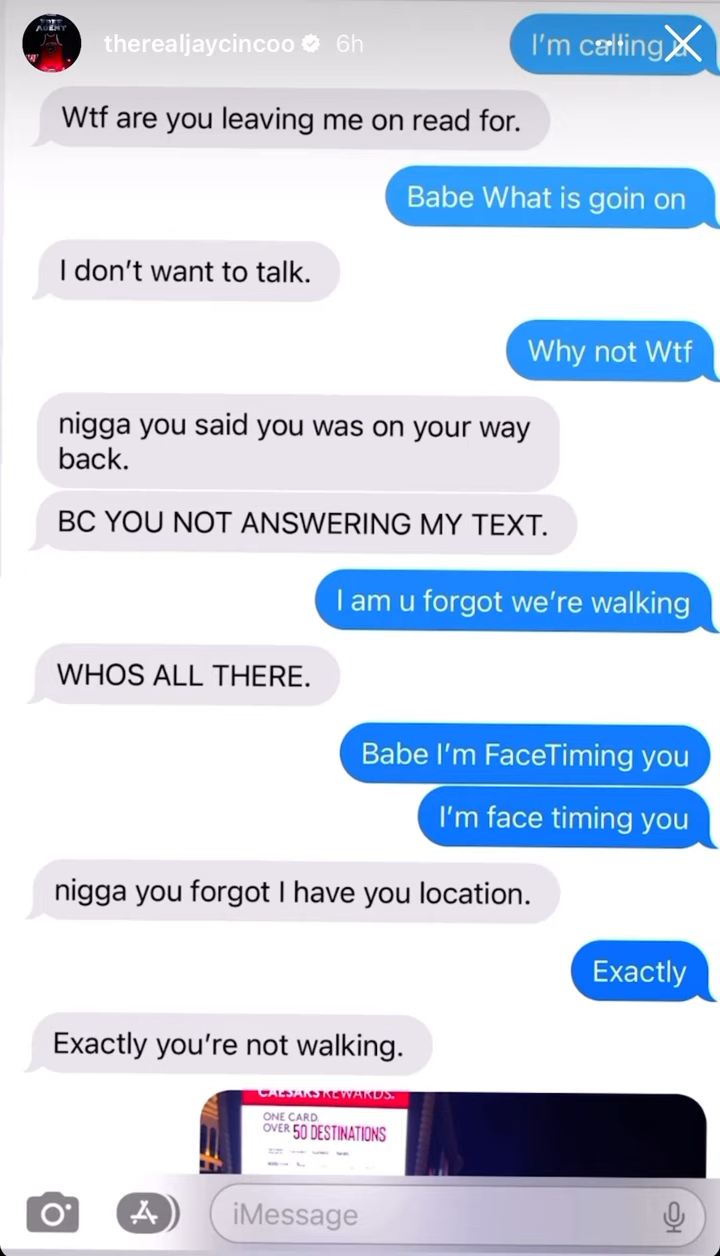 therealjaycincoo 6h
I'm calling u
Wtf are you leaving me on read for.
Babe What is goin on
I don't want to talk.
Why not Wtf
nigga you said you was on your way
back.
BC YOU NOT ANSWERING MY TEXT.
I am u forgot we're walking
WHOS ALL THERE.
Babe I'm FaceTiming you
I'm face timing you
nigga you forgot I have you location.
Exactly
Exactly you're not walking.
CAESARS REWARDS.
ONE CARD.
OVER 50 DESTINATIONS
iMessage